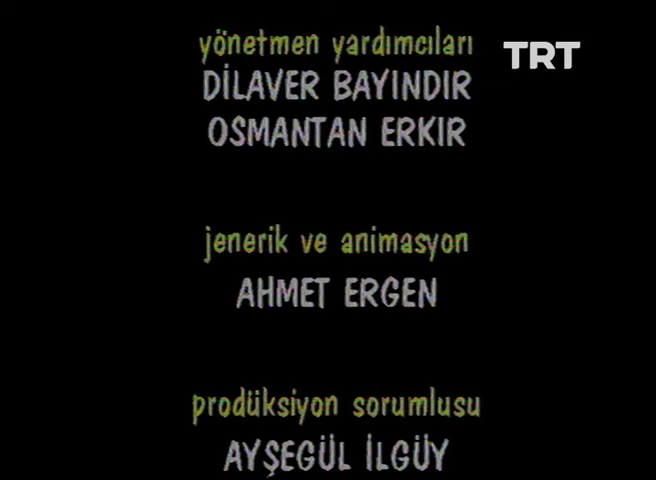 yönetmen yardımcıları
TRT
DİLAVER BAYINDIR
OSMANTAN ERKIR
jenerik ve animasyon
AHMET ERGEN
prodüksiyon sorumlusu
AYŞEGÜL İLGÜY